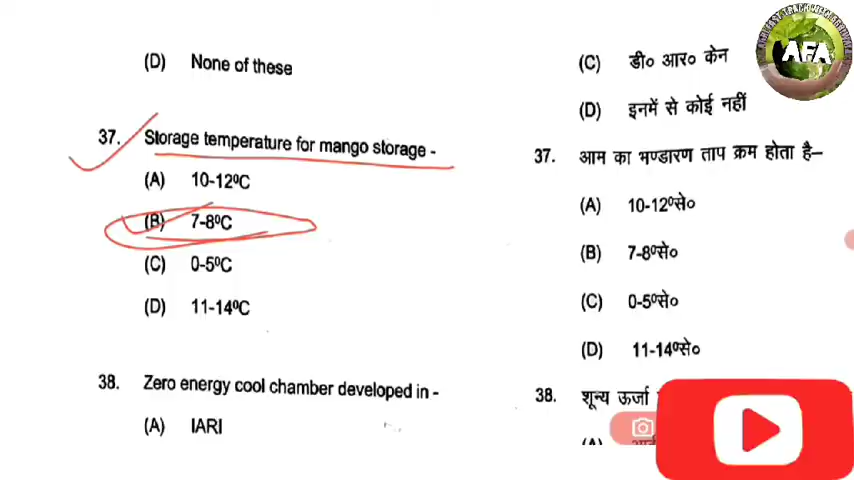 (D) None of these
37. Storage temperature for mango storage -
(A) 10-12⁰C
(B) 7-8⁰C
(C) 0-5⁰C
(D) 11-14⁰C
38. Zero energy cool chamber developed in -
(A) IARI
(C) डी० आर० केन
(D) इनमें से कोई नहीं
37. आम का भण्डारण ताप क्रम होता है–
(A) 10-12⁰से०
(B) 7-8⁰से०
(C) 0-5⁰से०
(D) 11-14⁰से०
38. शून्य ऊर्जा
(A)
AFA